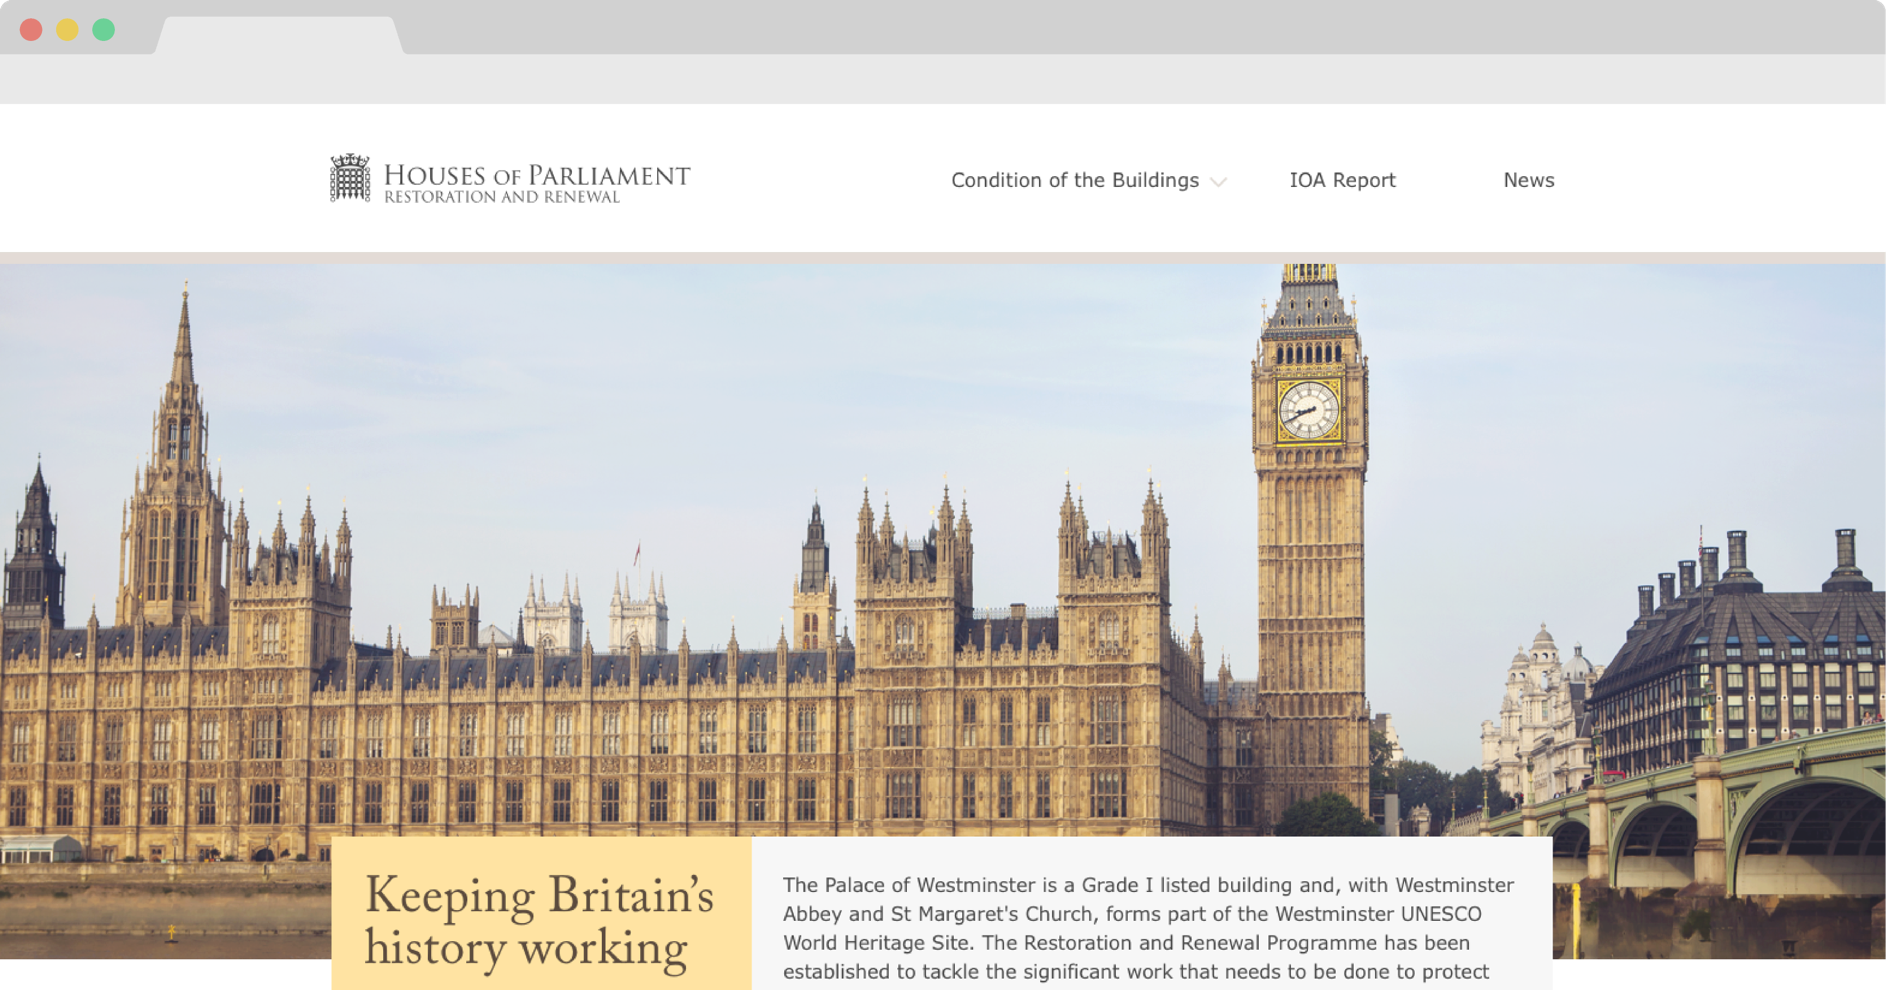 HOUSES OF PARLIAMENT
RESTORATION AND RENEWAL
Condition of the Buildings
IOA Report
News
Keeping Britain's
history working
The Palace of Westminster is a Grade I listed building and, with Westminster
Abbey and St Margaret's Church, forms part of the Westminster UNESCO
World Heritage Site. The Restoration and Renewal Programme has been
established to tackle the significant work that needs to be done to protect